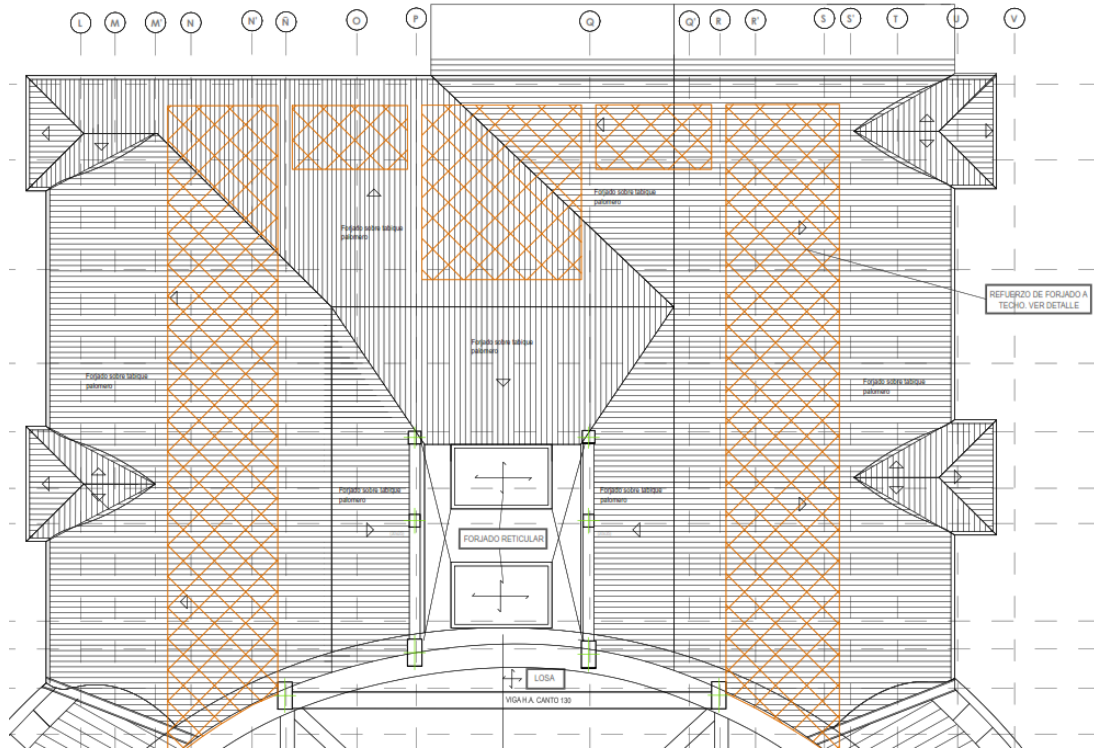 L M M' N N' Ñ O P Q Q' R R' S S' T U V
Forjado sobre tabique
palomero
Forjado sobre tabique
palomero
REFUERZO DE FORJADO A
TECHO. VER DETALLE
Forjado sobre tabique
palomero
Forjado sobre tabique
palomero
Forjado sobre tabique
palomero
Forjado sobre tabique
palomero
Forjado sobre tabique
palomero
FORJADO RETICULAR
LOSA
VIGA H.A. CANTO 130